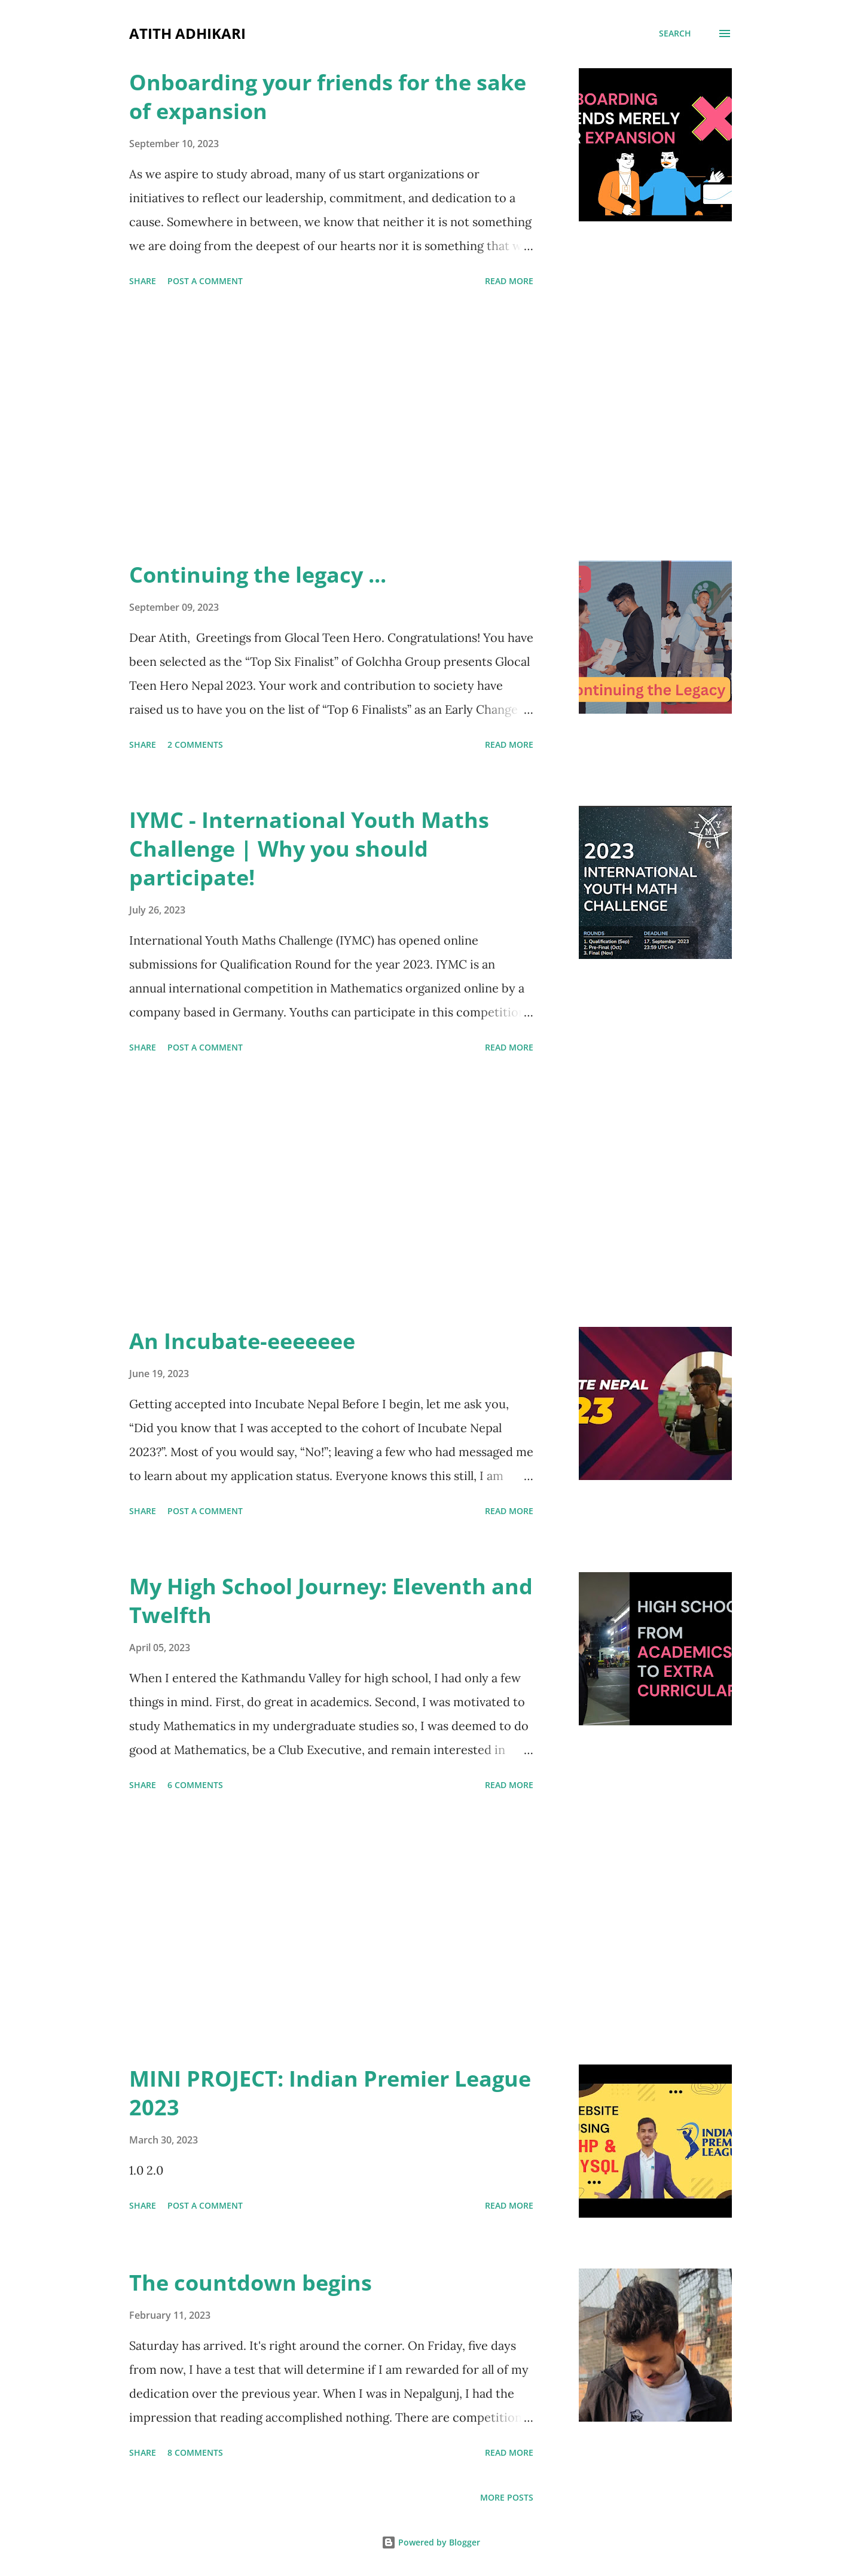 ATITH ADHIKARI
SEARCH
Onboarding your friends for the sake
of expansion
September 10, 2023
As we aspire to study abroad, many of us start organizations or
initiatives to reflect our leadership, commitment, and dedication to a
cause. Somewhere in between, we know that neither it is not something
we are doing from the deepest of our hearts nor it is something that w ...
SHARE POST A COMMENT READ MORE
BOARDING
ENDS MERELY
R EXPANSION
Continuing the legacy ...
September 09, 2023
Dear Atith,  Greetings from Glocal Teen Hero. Congratulations! You have
been selected as the “Top Six Finalist” of Golchha Group presents Glocal
Teen Hero Nepal 2023. Your work and contribution to society have
raised us to have you on the list of “Top 6 Finalists” as an Early Change ...
SHARE 2 COMMENTS READ MORE
ontinuing the Legacy
IYMC - International Youth Maths
Challenge | Why you should
participate!
July 26, 2023
International Youth Maths Challenge (IYMC) has opened online
submissions for Qualification Round for the year 2023. IYMC is an
annual international competition in Mathematics organized online by a
company based in Germany. Youths can participate in this competitio ...
SHARE POST A COMMENT READ MORE
I Y
M
C
2023
INTERNATIONAL
YOUTH MATH
CHALLENGE
ROUNDS DEADLINE
1. Qualification (Sep) 17. September 2023
2. Pre-Final (Oct) 23:59 UTC+0
3. Final (Nov)
An Incubate-eeeeeee
June 19, 2023
Getting accepted into Incubate Nepal Before I begin, let me ask you,
“Did you know that I was accepted to the cohort of Incubate Nepal
2023?”. Most of you would say, “No!”; leaving a few who had messaged me
to learn about my application status. Everyone knows this still, I am ...
SHARE POST A COMMENT READ MORE
TE NEPAL
23
My High School Journey: Eleventh and
Twelfth
April 05, 2023
When I entered the Kathmandu Valley for high school, I had only a few
things in mind. First, do great in academics. Second, I was motivated to
study Mathematics in my undergraduate studies so, I was deemed to do
good at Mathematics, be a Club Executive, and remain interested in ...
SHARE 6 COMMENTS READ MORE
HIGH SCHOO
FROM
ACADEMICS
TO EXTRA
CURRICULAR
MINI PROJECT: Indian Premier League
2023
March 30, 2023
1.0 2.0
SHARE POST A COMMENT READ MORE
EBSITE
USING
HP &
YSQL
INDIA
PREM
LEAGU
The countdown begins
February 11, 2023
Saturday has arrived. It's right around the corner. On Friday, five days
from now, I have a test that will determine if I am rewarded for all of my
dedication over the previous year. When I was in Nepalgunj, I had the
impression that reading accomplished nothing. There are competition ...
SHARE 8 COMMENTS READ MORE
MORE POSTS
Powered by Blogger